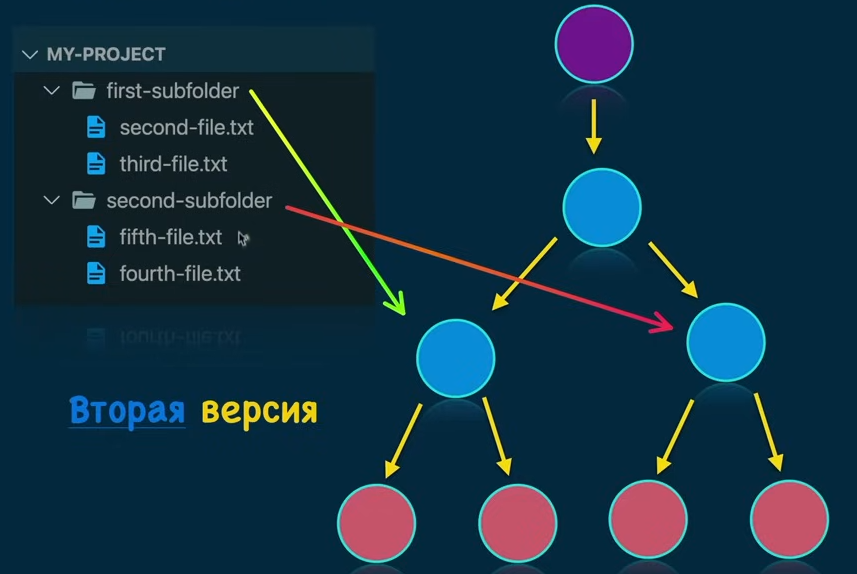 MY-PROJECT
first-subfolder
second-file.txt
third-file.txt
second-subfolder
fifth-file.txt
fourth-file.txt
Вторая версия